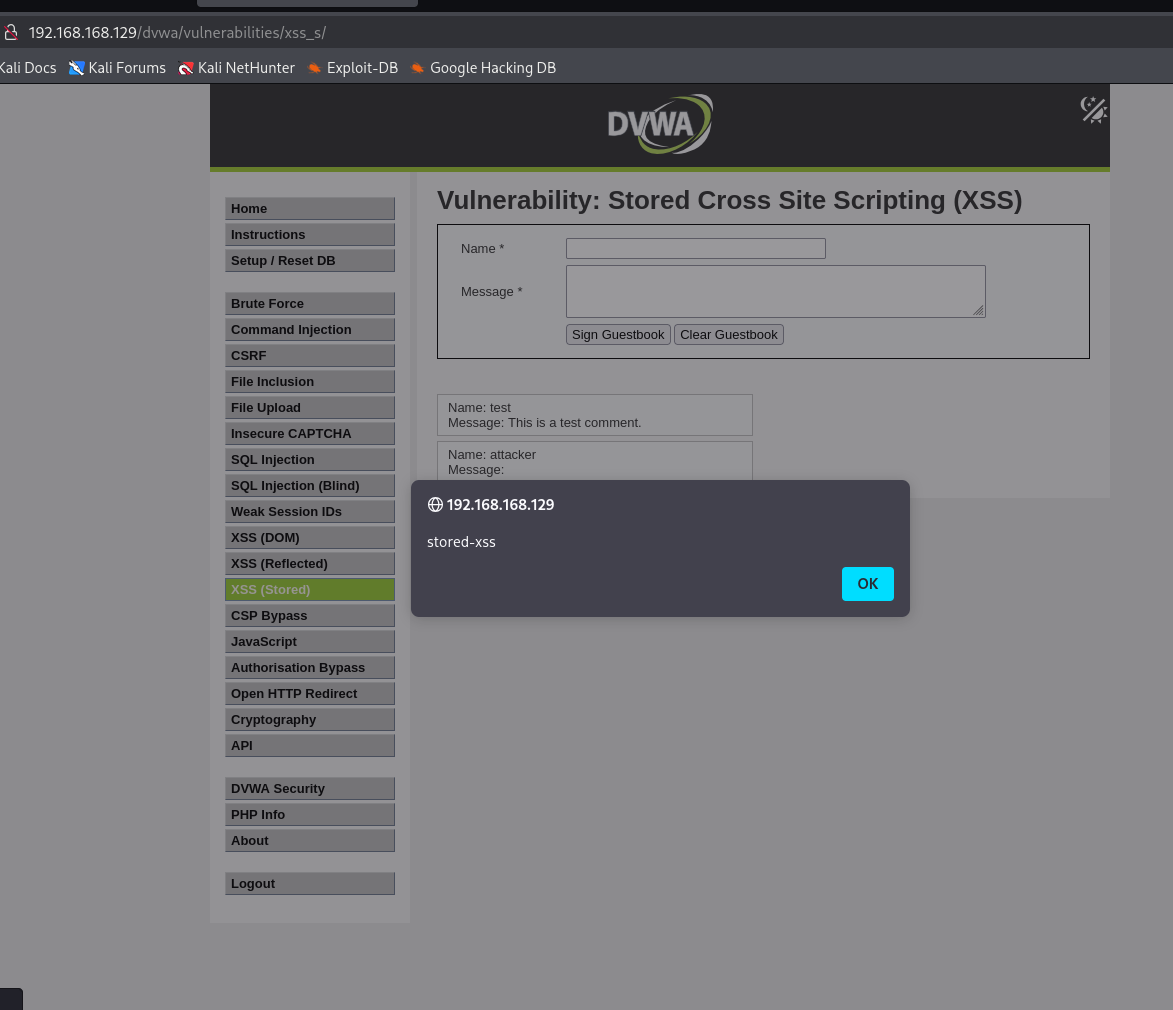 192.168.168.129/dvwa/vulnerabilities/xss_s/
Kali Docs Kali Forums Kali NetHunter Exploit-DB Google Hacking DB
DVWA
Home
Instructions
Setup / Reset DB
Brute Force
Command Injection
CSRF
File Inclusion
File Upload
Insecure CAPTCHA
SQL Injection
SQL Injection (Blind)
Weak Session IDs
XSS (DOM)
XSS (Reflected)
XSS (Stored)
CSP Bypass
JavaScript
Authorisation Bypass
Open HTTP Redirect
Cryptography
API
DVWA Security
PHP Info
About
Logout
Vulnerability: Stored Cross Site Scripting (XSS)
Name *
Message *
Sign Guestbook Clear Guestbook
Name: test
Message: This is a test comment.
Name: attacker
Message:
192.168.168.129
stored-xss
OK